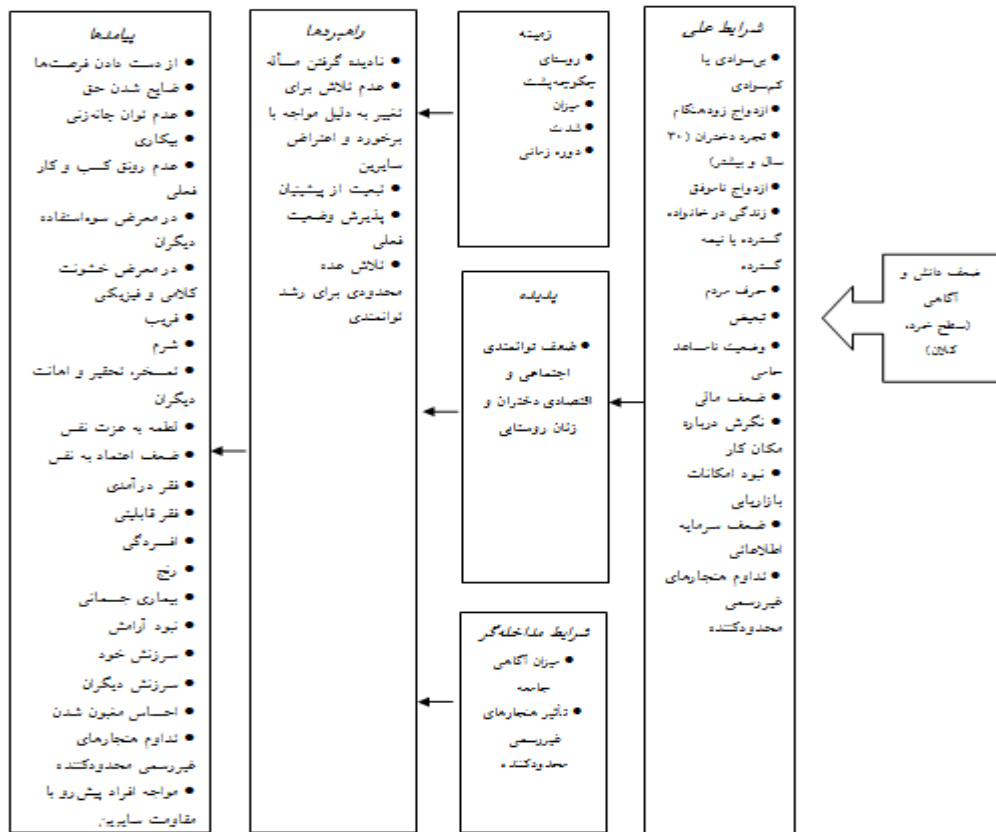 ضعف دانش و
آگاهی
(سطح خرد،
کلان)
شرایط علی
● بی‌سوادی یا
کم‌سوادی
● ازدواج زودهنگام
● تجرد دختران (۳۰
سال و بیشتر)
● ازدواج ناموفق
● زندگی در خانواده
گسترده یا نیمه
گسترده
● حرف مردم
● تبعیض
● وضعیت نامساعد
حامی
● ضعف مالی
● نگرش درباره
مکان کار
● نبود امکانات
بازاریابی
● ضعف سرمایه
اطلاعاتی
● تداوم هنجارهای
غیررسمی
محدودکننده
زمینه
● روستای
چکوچه‌پشت
● میزان
● شدت
● دوره زمانی
پدیده
● ضعف توانمندی
اجتماعی و
اقتصادی دختران و
زنان روستایی
شرایط مداخله‌گر
● میزان آگاهی
جامعه
● تأثیر هنجارهای
غیررسمی
محدودکننده
راهبردها
● نادیده گرفتن مسأله
● عدم تلاش برای
تغییر به دلیل مواجه با
برخورد و اعتراض
سایرین
● تبعیت از پیشینیان
● پذیرش وضعیت
فعلی
● تلاش عده
محدودی برای رشد
توانمندی
پیامدها
● از دست دادن فرصت‌ها
● ضایع شدن حق
● عدم توان چانه‌زنی
● بیکاری
● عدم رونق کسب و کار
فعلی
● در معرض سوءاستفاده
دیگران
● در معرض خشونت
کلامی و فیزیکی
● فریب
● شرم
● تمسخر، تحقیر و اهانت
دیگران
● لطمه به عزت نفس
● ضعف اعتماد به نفس
● فقر درآمدی
● فقر قابلیتی
● افسردگی
● رنج
● بیماری جسمانی
● نبود آرامش
● سرزنش خود
● سرزنش دیگران
● احساس مغبون شدن
● تداوم هنجارهای
غیررسمی محدودکننده
● مواجه افراد پیش‌رو با
مقاومت سایرین